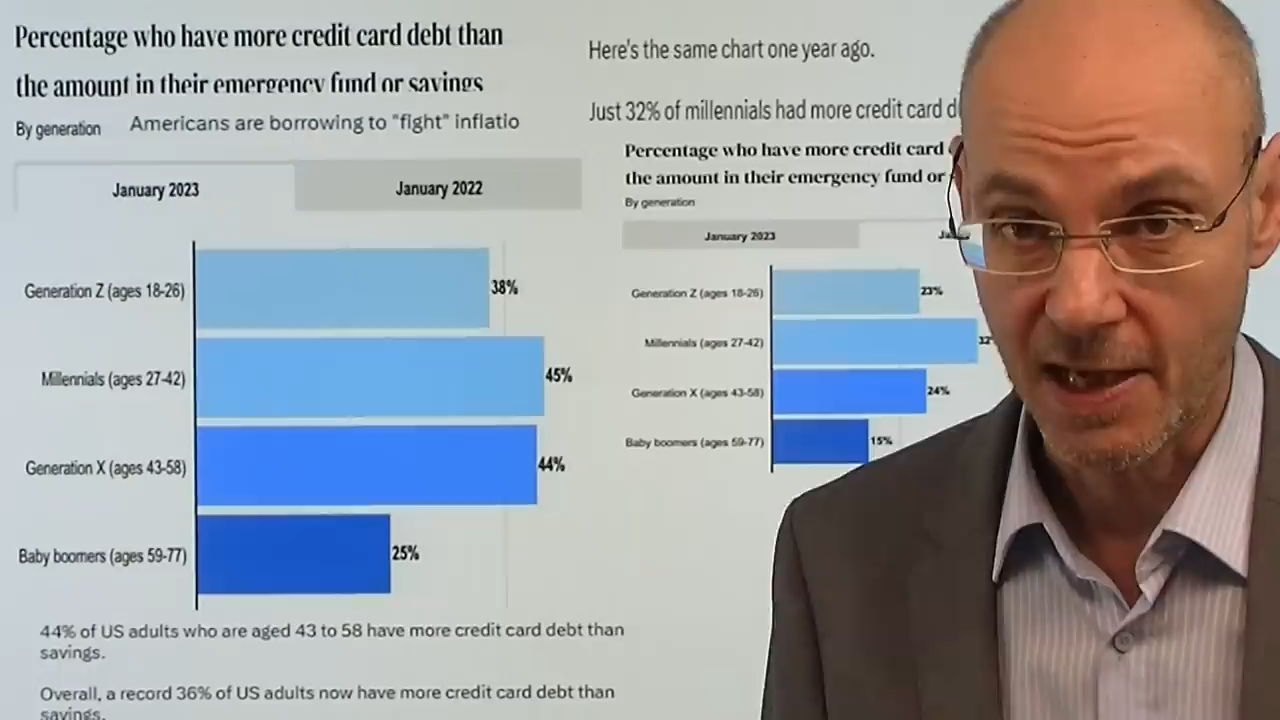 Percentage who have more credit card debt than
the amount in their emergency fund or savings
By generation
Americans are borrowing to "fight" inflatio
January 2023
January 2022
Generation Z (ages 18-26)
38%
Millennials (ages 27-42)
45%
Generation X (ages 43-58)
44%
Baby boomers (ages 59-77)
25%
44% of US adults who are aged 43 to 58 have more credit card debt than
savings.
Overall, a record 36% of US adults now have more credit card debt than
savings.
Here's the same chart one year ago.
Just 32% of millennials had more credit card d
Percentage who have more credit card
the amount in their emergency fund or
By generation
January 2023
Generation Z (ages 18-26)
23%
Millennials (ages 27-42)
32
Generation X (ages 43-58)
24%
Baby boomers (ages 59-77)
15%